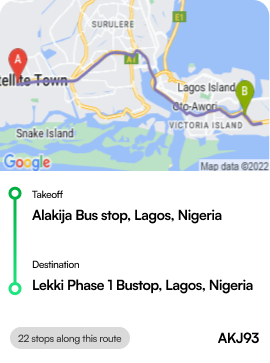 SURULERE
E1
A
A5
tellite Town
Lagos Island
B
Oto-Awori
VICTORIA ISLAND
Snake Island
Google
Map data ©2022
Takeoff
Alakija Bus stop, Lagos, Nigeria
Destination
Lekki Phase 1 Bustop, Lagos, Nigeria
22 stops along this route
AKJ93